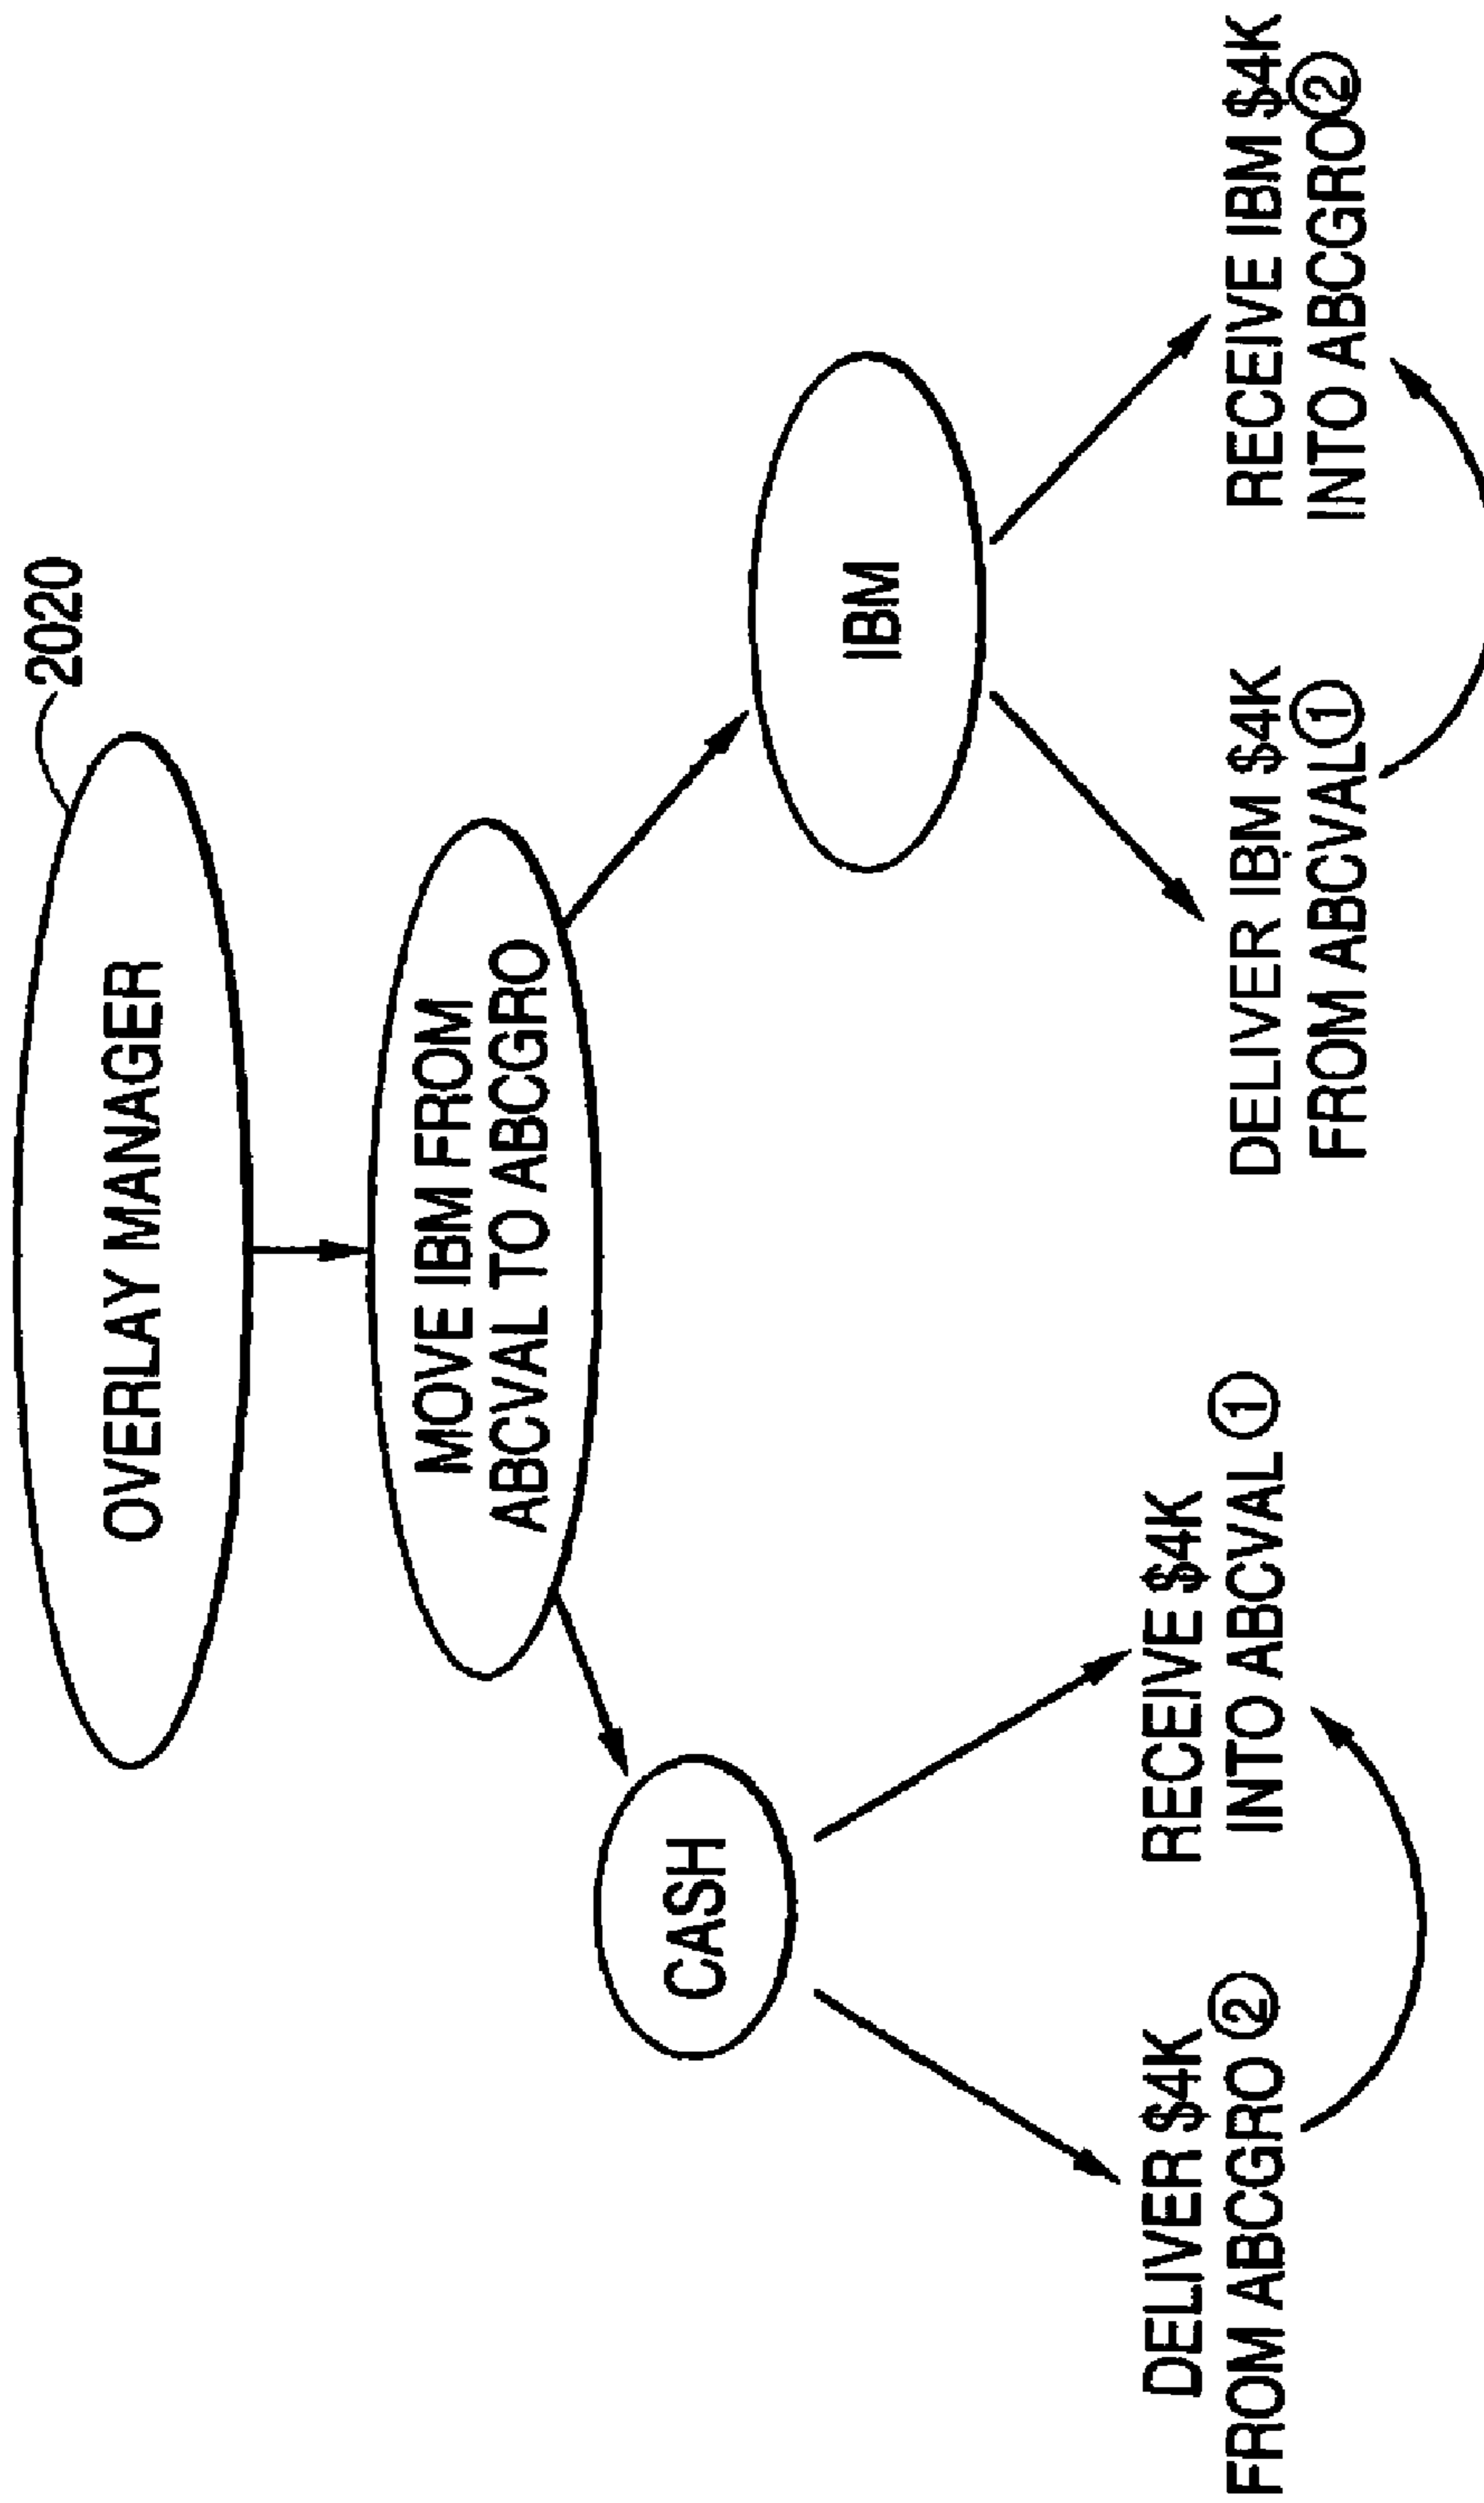 2020
OVERLAY MANAGER
MOVE IBM FROM
ABCVAL TO ABCGRO
CASH
IBM
DELIVER $4K
FROM ABCGRO ②
RECEIVE $4K
INTO ABCVAL ①
DELIVER IBM $4K
FROM ABCVAL ①
RECEIVE IBM $4K
INTO ABCGRO ②